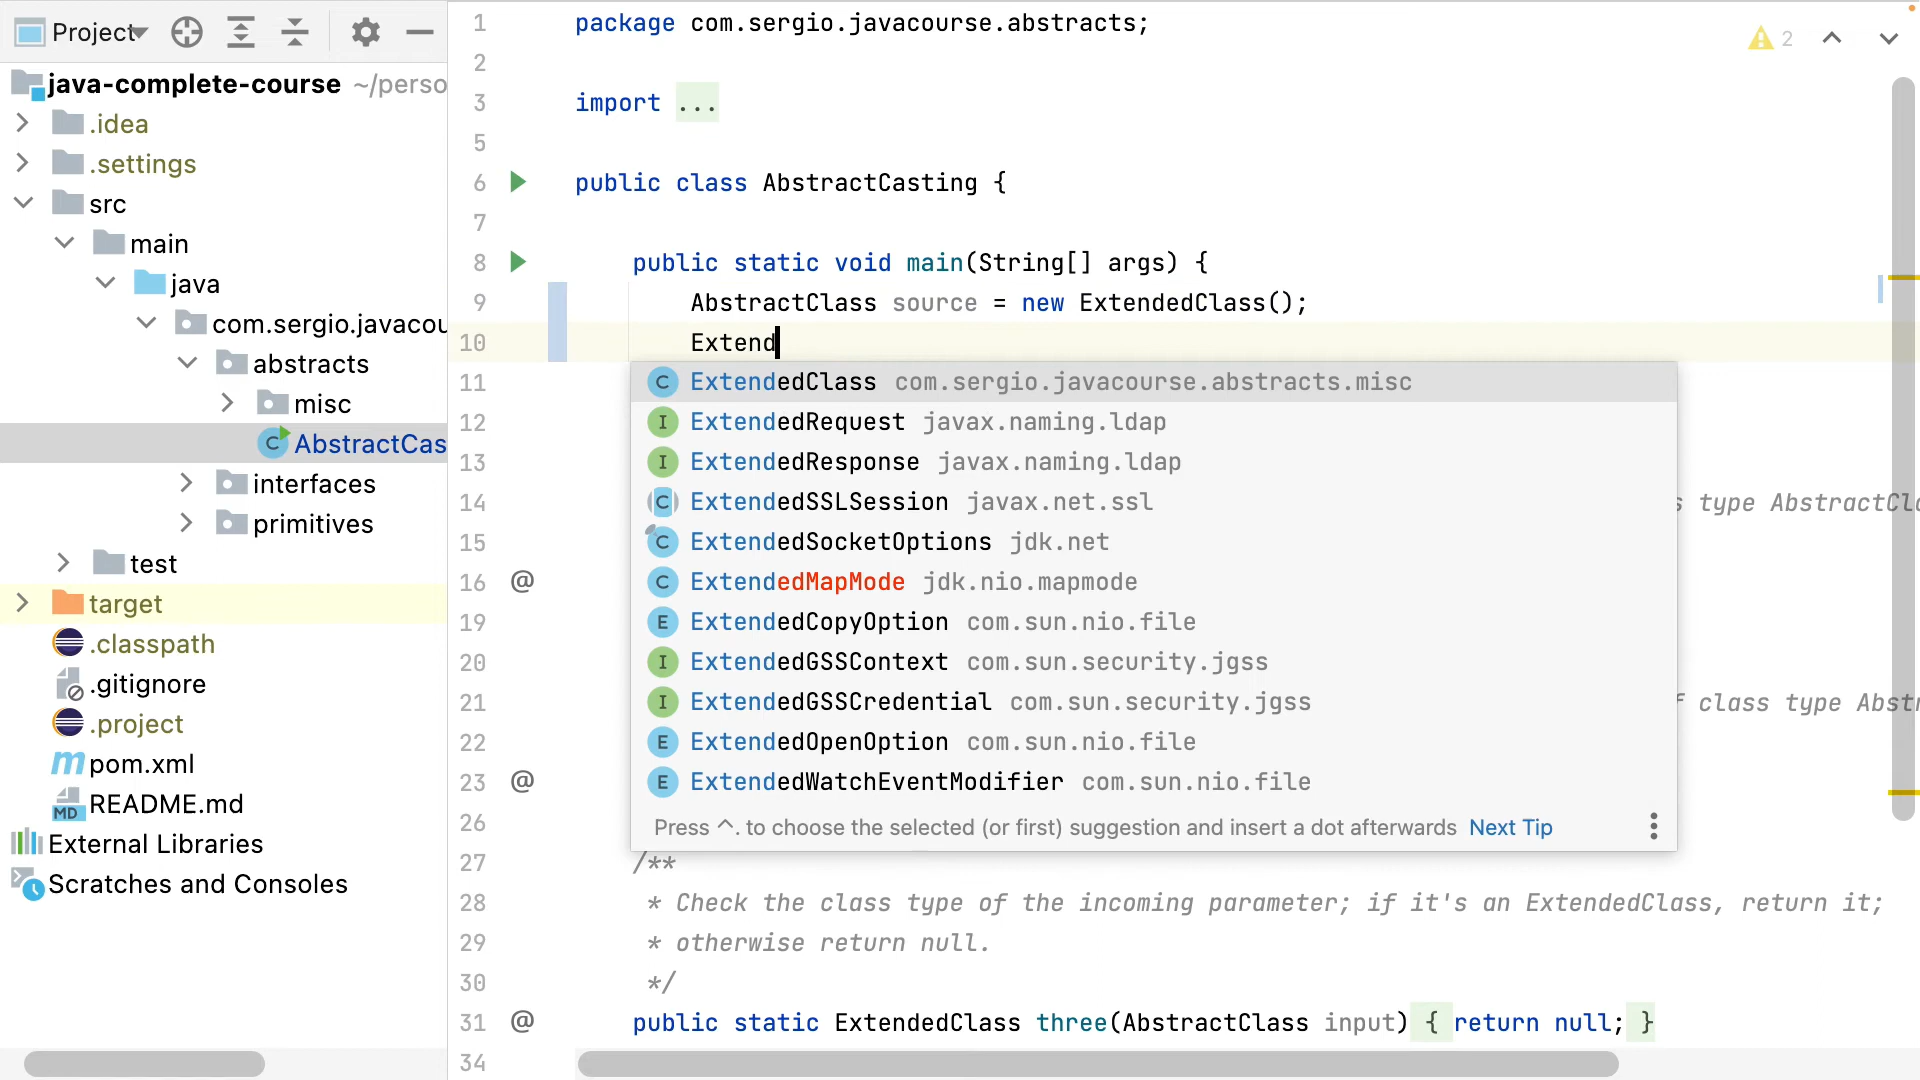 Project
java-complete-course ~/perso
.idea
.settings
src
main
java
com.sergio.javacou
abstracts
misc
AbstractCas
interfaces
primitives
test
target
.classpath
.gitignore
.project
pom.xml
README.md
External Libraries
Scratches and Consoles
2
1 package com.sergio.javacourse.abstracts;
2
3 import ...
5
6 public class AbstractCasting {
7
8 public static void main(String[] args) {
9 AbstractClass source = new ExtendedClass();
10 Extend
11 ExtendedClass com.sergio.javacourse.abstracts.misc
12 ExtendedRequest javax.naming.ldap
13 ExtendedResponse javax.naming.ldap
14 ExtendedSSLSession javax.net.ssl type AbstractCla
15 ExtendedSocketOptions jdk.net
16 @ ExtendedMapMode jdk.nio.mapmode
19 ExtendedCopyOption com.sun.nio.file
20 ExtendedGSSContext com.sun.security.jgss
21 ExtendedGSSCredential com.sun.security.jgss class type Abstr
22 ExtendedOpenOption com.sun.nio.file
23 @ ExtendedWatchEventModifier com.sun.nio.file
26 Press ^. to choose the selected (or first) suggestion and insert a dot afterwards Next Tip
27 /**
28 * Check the class type of the incoming parameter; if it's an ExtendedClass, return it;
29 * otherwise return null.
30 */
31 @ public static ExtendedClass three(AbstractClass input) { return null; }
34